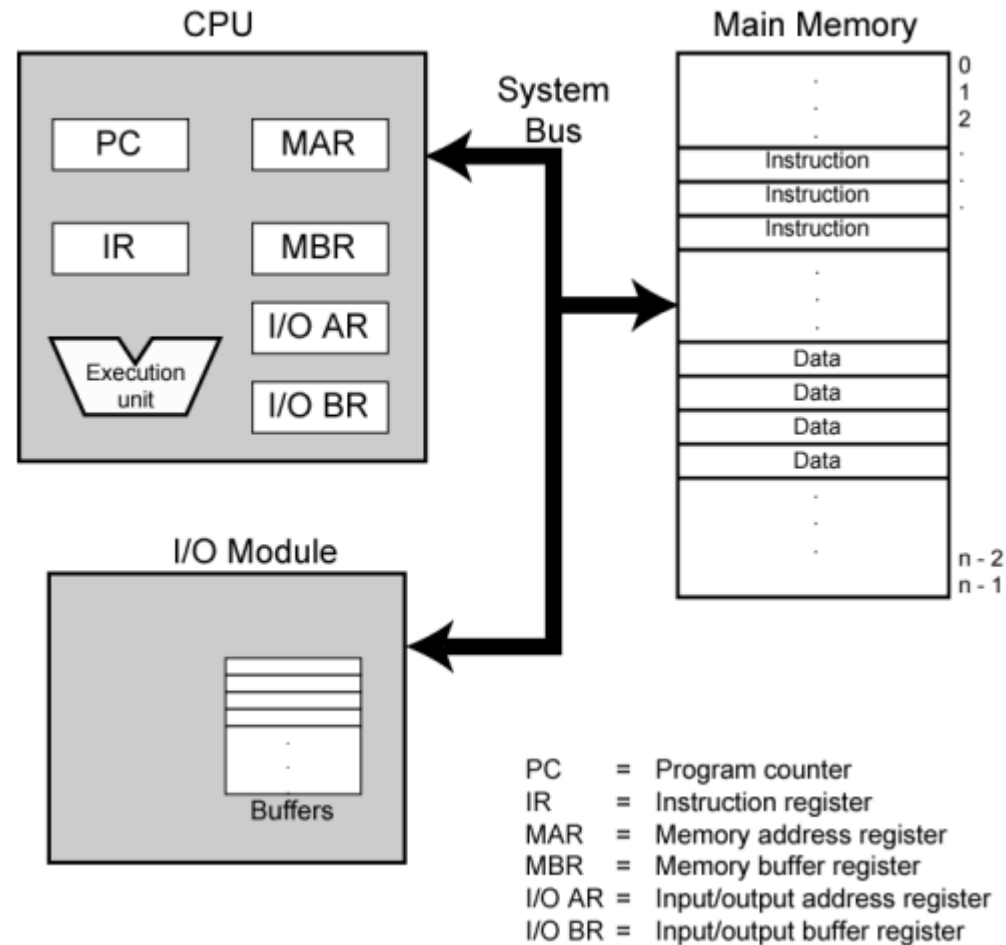 CPU
Main Memory
System
Bus
PC
MAR
IR
MBR
I/O AR
I/O BR
Execution
unit
0
1
2
.
.
.
.
.
.
Instruction
Instruction
Instruction
.
.
.
Data
Data
Data
Data
.
.
.
n - 2
n - 1
I/O Module
.
.
.
Buffers
PC = Program counter
IR = Instruction register
MAR = Memory address register
MBR = Memory buffer register
I/O AR = Input/output address register
I/O BR = Input/output buffer register